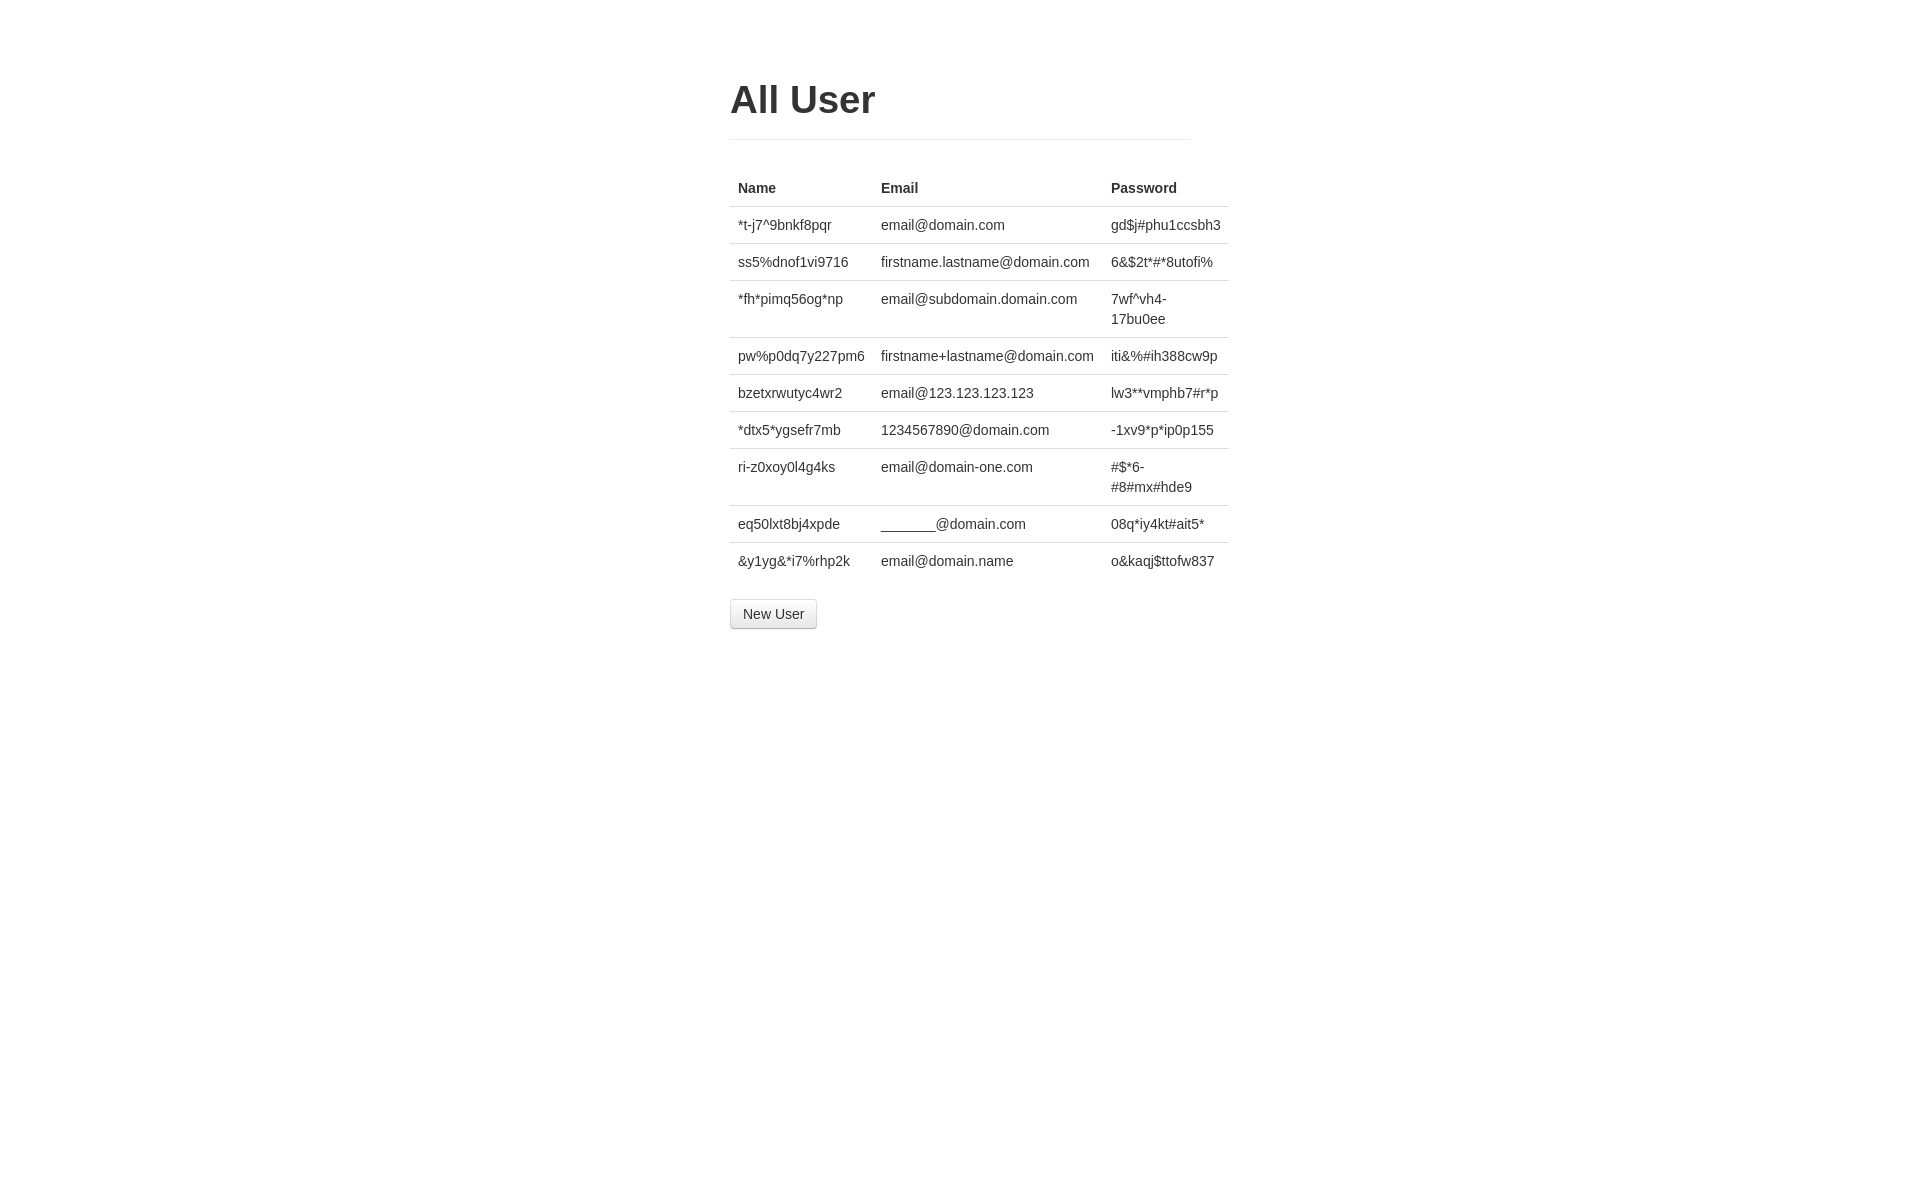 All User
Name Email Password
*t-j7^9bnkf8pqr email@domain.com gd$j#phu1ccsbh3
ss5%dnof1vi9716 firstname.lastname@domain.com 6&$2t*#*8utofi%
*fh*pimq56og*np email@subdomain.domain.com 7wf^vh4-
17bu0ee
pw%p0dq7y227pm6 firstname+lastname@domain.com iti&%#ih388cw9p
bzetxrwutyc4wr2 email@123.123.123.123 lw3**vmphb7#r*p
*dtx5*ygsefr7mb 1234567890@domain.com -1xv9*p*ip0p155
ri-z0xoy0l4g4ks email@domain-one.com #$*6-
#8#mx#hde9
eq50lxt8bj4xpde _______@domain.com 08q*iy4kt#ait5*
&y1yg&*i7%rhp2k email@domain.name o&kaqj$ttofw837
New User